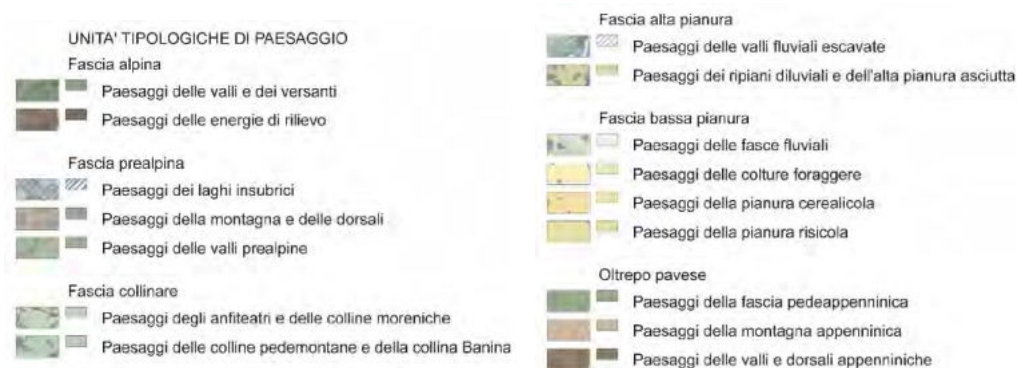 UNITA' TIPOLOGICHE DI PAESAGGIO
Fascia alpina
Paesaggi delle valli e dei versanti
Paesaggi delle energie di rilievo
Fascia prealpina
Paesaggi dei laghi insubrici
Paesaggi della montagna e delle dorsali
Paesaggi delle valli prealpine
Fascia collinare
Paesaggi degli anfiteatri e delle colline moreniche
Paesaggi delle colline pedemontane e della collina Banina
Fascia alta pianura
Paesaggi delle valli fluviali escavate
Paesaggi dei ripiani diluviali e dell'alta pianura asciutta
Fascia bassa pianura
Paesaggi delle fasce fluviali
Paesaggi delle colture foraggere
Paesaggi della pianura cerealicola
Paesaggi della pianura risicola
Oltrepo pavese
Paesaggi della fascia pedeappenninica
Paesaggi della montagna appenninica
Paesaggi delle valli e dorsali appenniniche